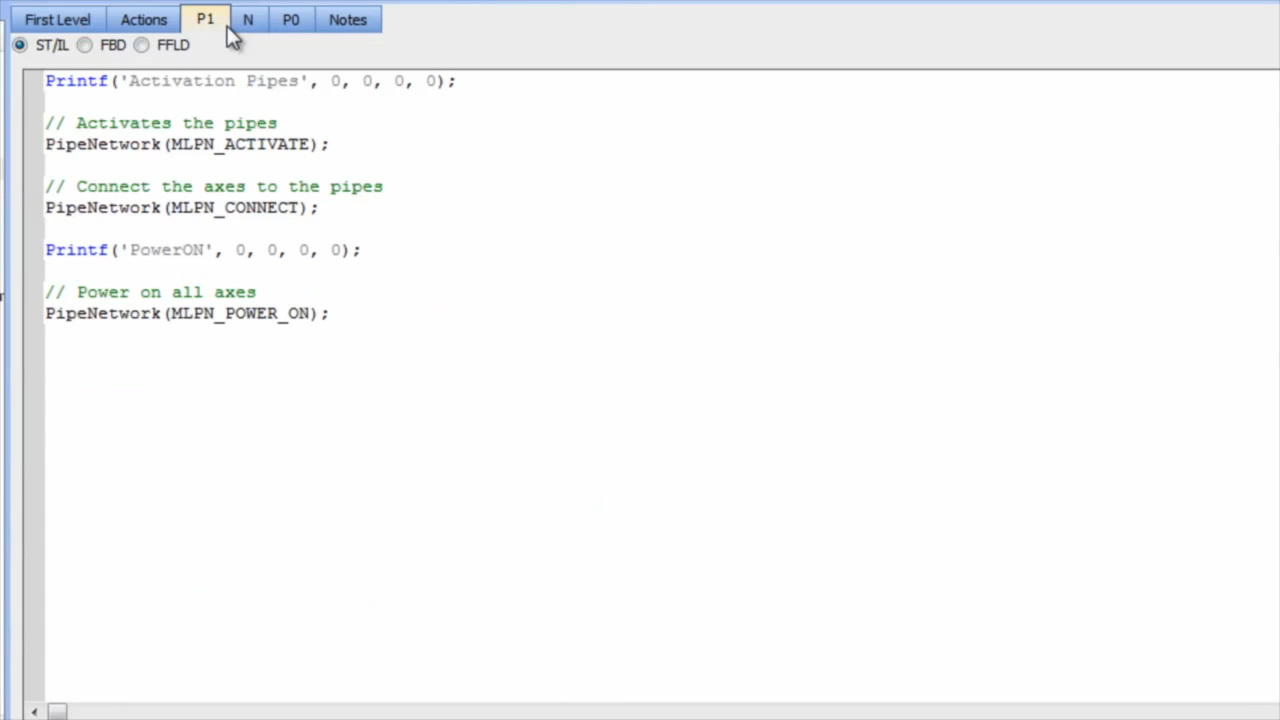 First Level Actions P1 N P0 Notes
ST/IL FBD FFLD
Printf('Activation Pipes', 0, 0, 0, 0);
// Activates the pipes
PipeNetwork(MLPN_ACTIVATE);
// Connect the axes to the pipes
PipeNetwork(MLPN_CONNECT);
Printf('PowerON', 0, 0, 0, 0);
// Power on all axes
PipeNetwork(MLPN_POWER_ON);